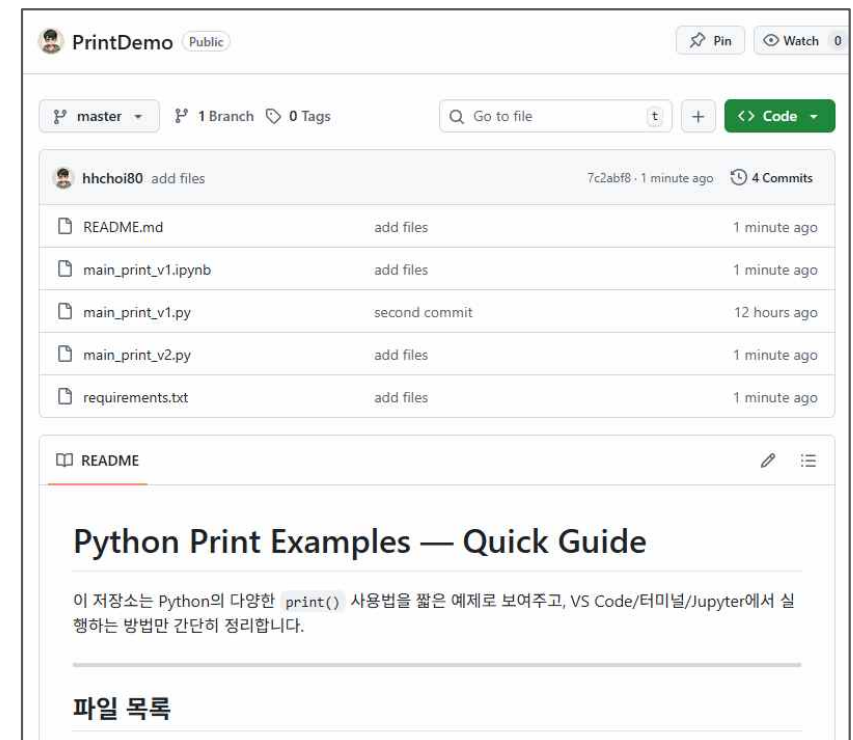 PrintDemo Public Pin Watch 0
master 1 Branch 0 Tags Go to file t + <> Code
hhchoi80 add files 7c2abf8 · 1 minute ago 4 Commits
README.md add files 1 minute ago
main_print_v1.ipynb add files 1 minute ago
main_print_v1.py second commit 12 hours ago
main_print_v2.py add files 1 minute ago
requirements.txt add files 1 minute ago
README
Python Print Examples — Quick Guide
이 저장소는 Python의 다양한 print() 사용법을 짧은 예제로 보여주고, VS Code/터미널/Jupyter에서 실
행하는 방법만 간단히 정리합니다.
파일 목록